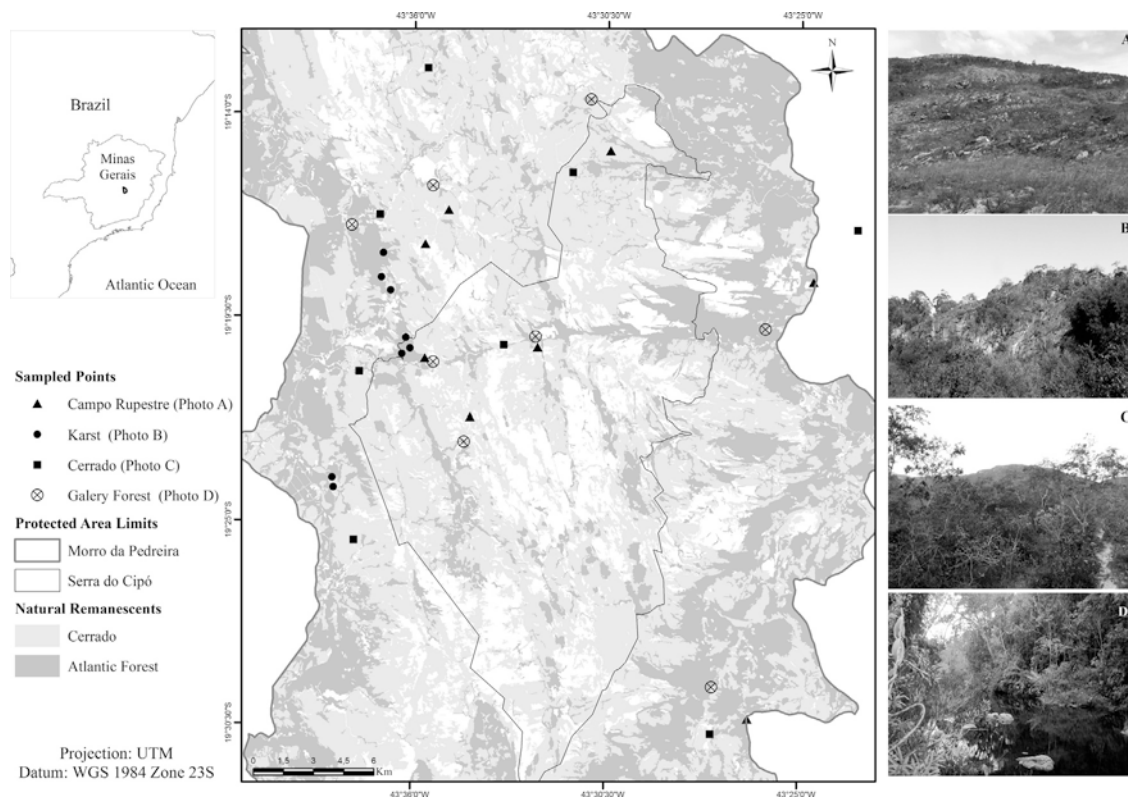 Brazil
Minas
Gerais
Atlantic Ocean
Sampled Points
Campo Rupestre (Photo A)
Karst (Photo B)
Cerrado (Photo C)
Galery Forest (Photo D)
Protected Area Limits
Morro da Pedreira
Serra do Cipó
Natural Remanescents
Cerrado
Atlantic Forest
Projection: UTM
Datum: WGS 1984 Zone 23S
43°36'0"W 43°30'30"W 43°25'0"W
N
19°14'0"S
19°19'30"S
19°25'0"S
19°30'0"S
0 1.5 3 4.5 6
Km
43°36'0"W 43°30'30"W 43°25'0"W
A
B
C
D